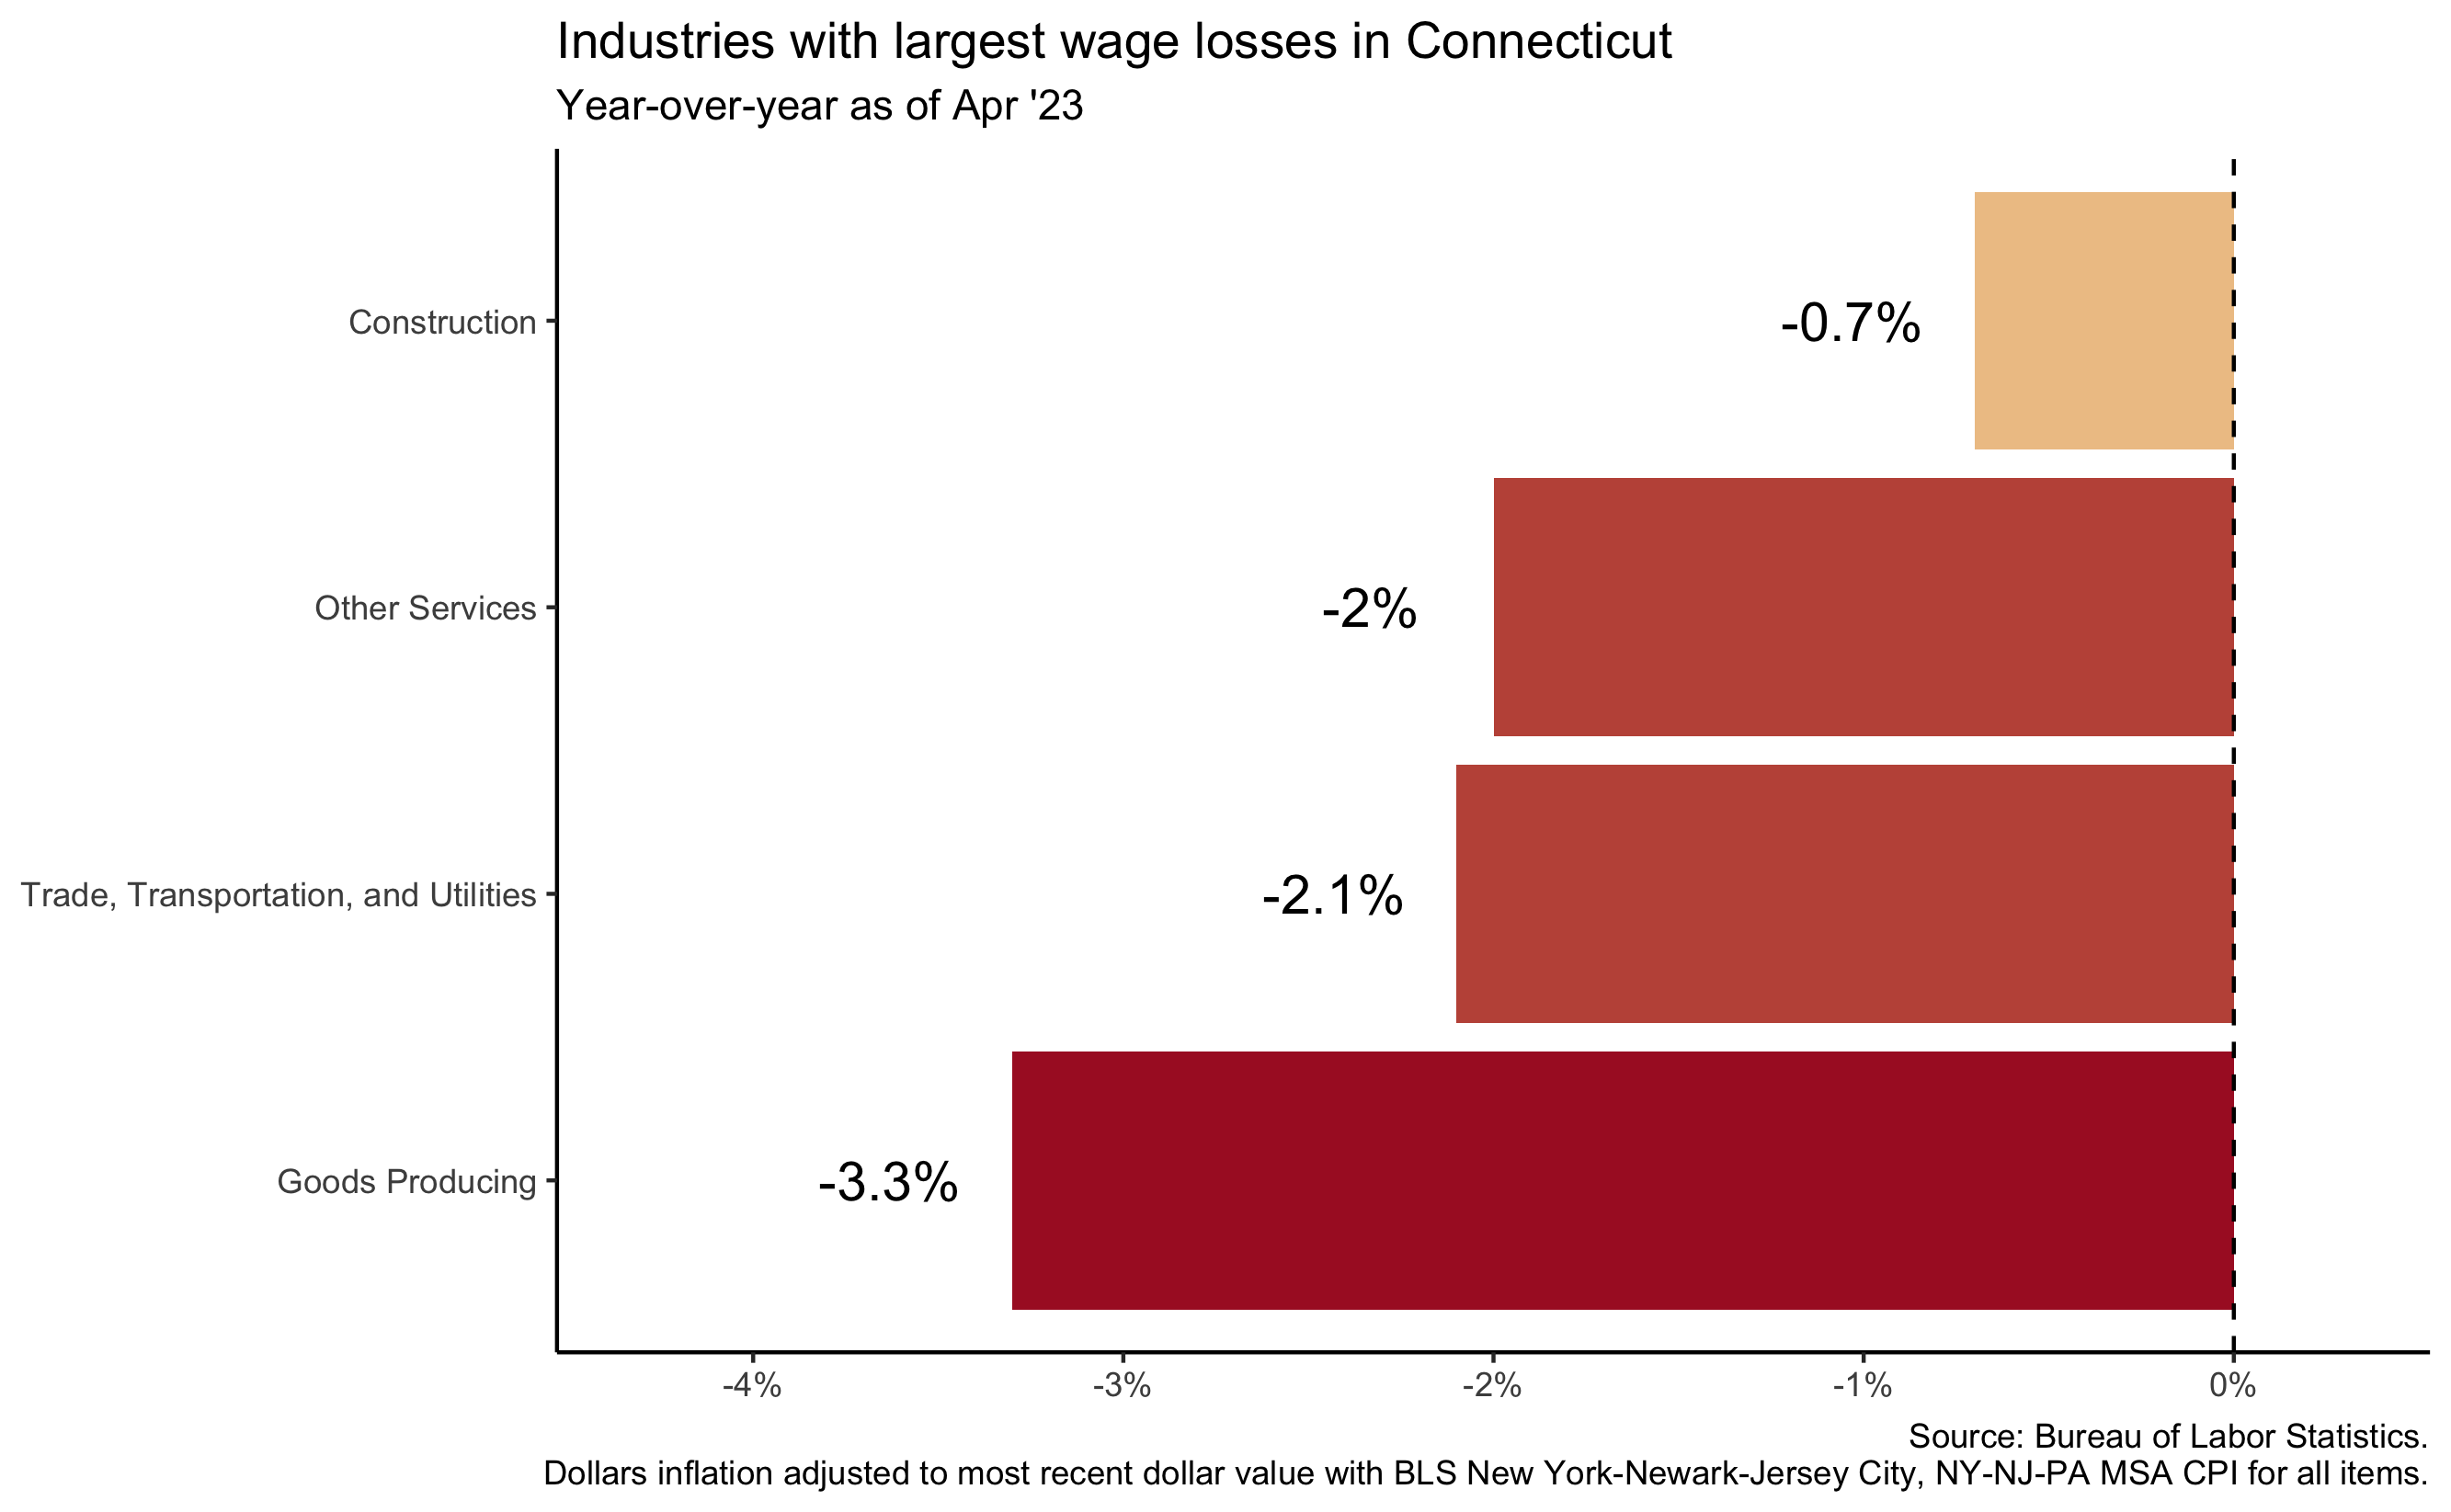 Industries with largest wage losses in Connecticut
Year-over-year as of Apr '23
Construction
-0.7%
Other Services
-2%
Trade, Transportation, and Utilities
-2.1%
Goods Producing
-3.3%
-4%
-3%
-2%
-1%
0%
Source: Bureau of Labor Statistics.
Dollars inflation adjusted to most recent dollar value with BLS New York-Newark-Jersey City, NY-NJ-PA MSA CPI for all items.